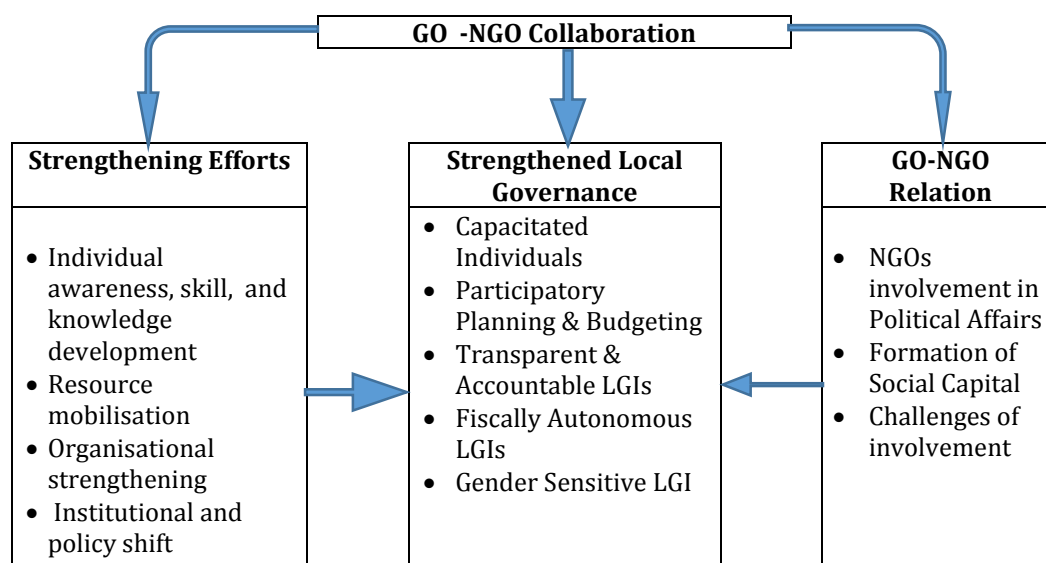 GO -NGO Collaboration
Strengthening Efforts
• Individual
awareness, skill, and
knowledge
development
• Resource
mobilisation
• Organisational
strengthening
• Institutional and
policy shift
Strengthened Local
Governance
• Capacitated
Individuals
• Participatory
Planning & Budgeting
• Transparent &
Accountable LGIs
• Fiscally Autonomous
LGIs
• Gender Sensitive LGI
GO-NGO
Relation
• NGOs
involvement in
Political Affairs
• Formation of
Social Capital
• Challenges of
involvement